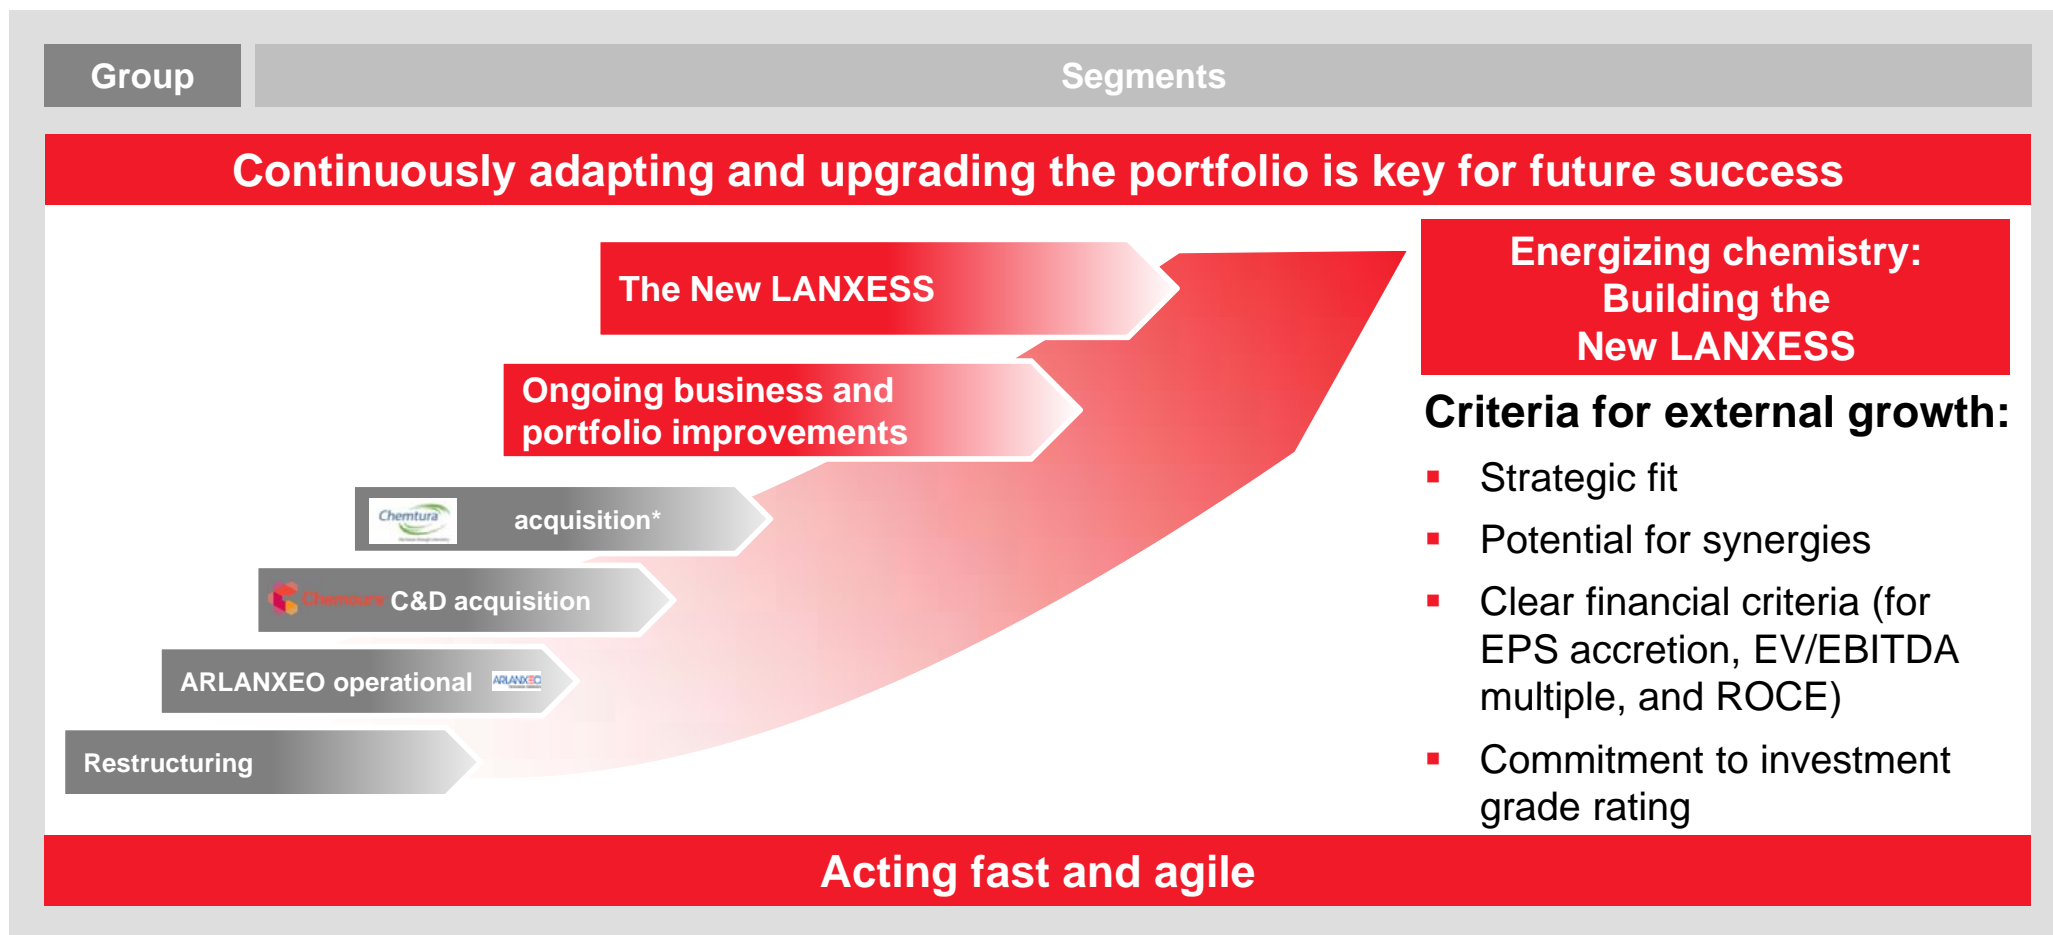 Group
Segments
Continuously adapting and upgrading the portfolio is key for future success
The New LANXESS
Ongoing business and
portfolio improvements
Chemtura
acquisition*
Chemours C&D acquisition
ARLANXEO operational ARLANXEO
Restructuring
Energizing chemistry:
Building the
New LANXESS
Criteria for external growth:
▪ Strategic fit
▪ Potential for synergies
▪ Clear financial criteria (for
EPS accretion, EV/EBITDA
multiple, and ROCE)
▪ Commitment to investment
grade rating
Acting fast and agile